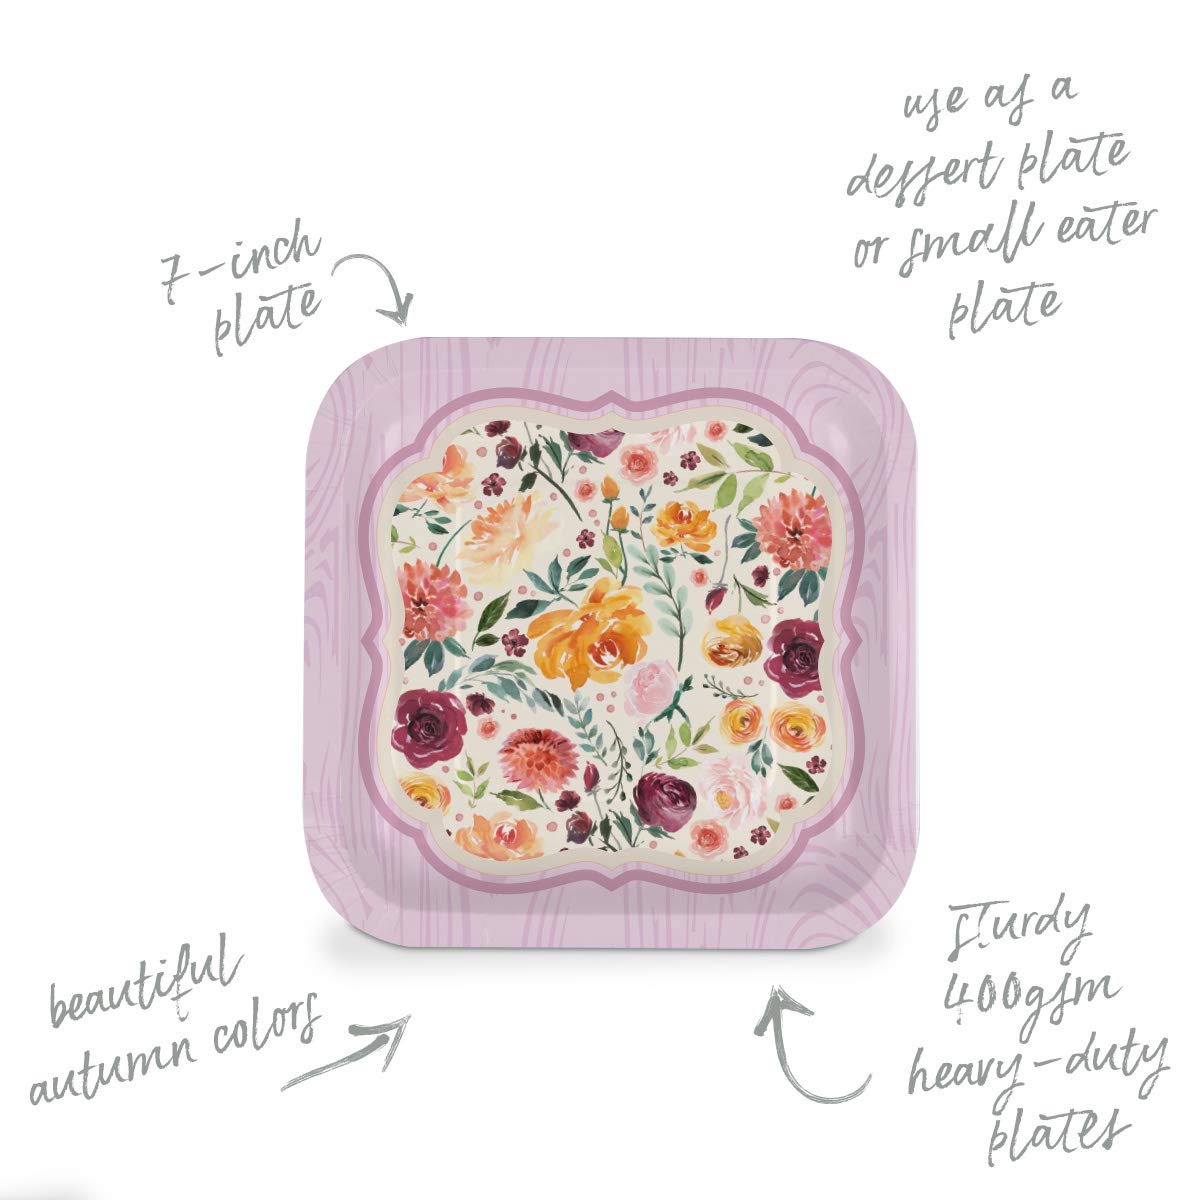 use as a
dessert plate
or small eater
plate
7-inch
plate
beautiful
autumn colors
sturdy
400gsm
heavy-duty
plates